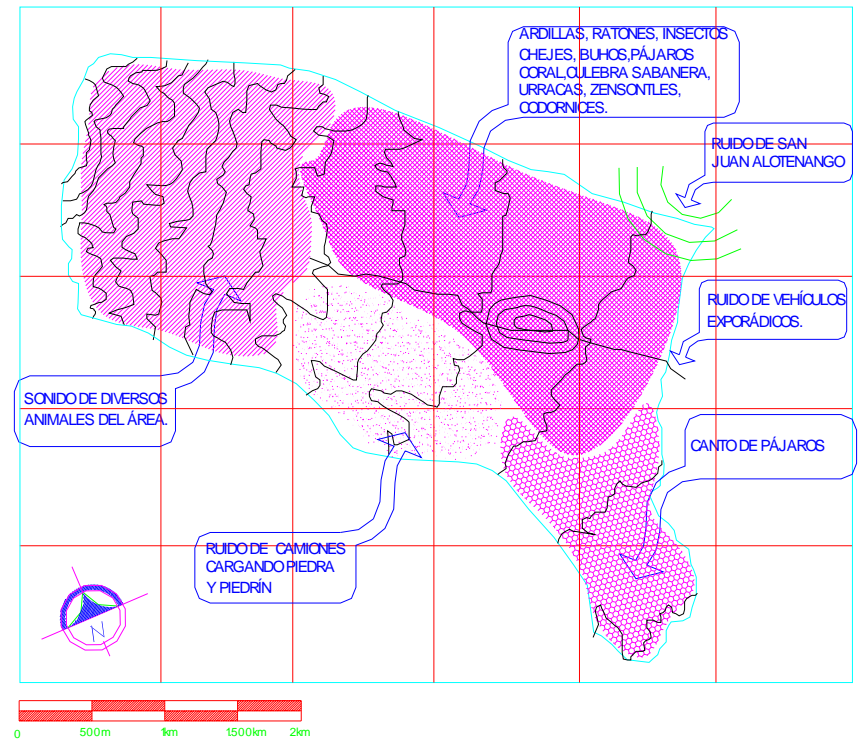 ARDILLAS, RATONES, INSECTOS
CHEJES, BUHOS,PÁJAROS
CORAL,CULEBRA SABANERA,
URRACAS, ZENSONTLES,
CODORNICES.
RUIDO DE SAN
JUAN ALOTENANGO
RUIDO DE VEHÍCULOS
EXPORÁDICOS.
SONIDO DE DIVERSOS
ANIMALES DEL ÁREA.
CANTO DE PÁJAROS
RUIDO DE CAMIONES
CARGANDO PIEDRA
Y PIEDRÍN
N
0 500m 1km 1500km 2km